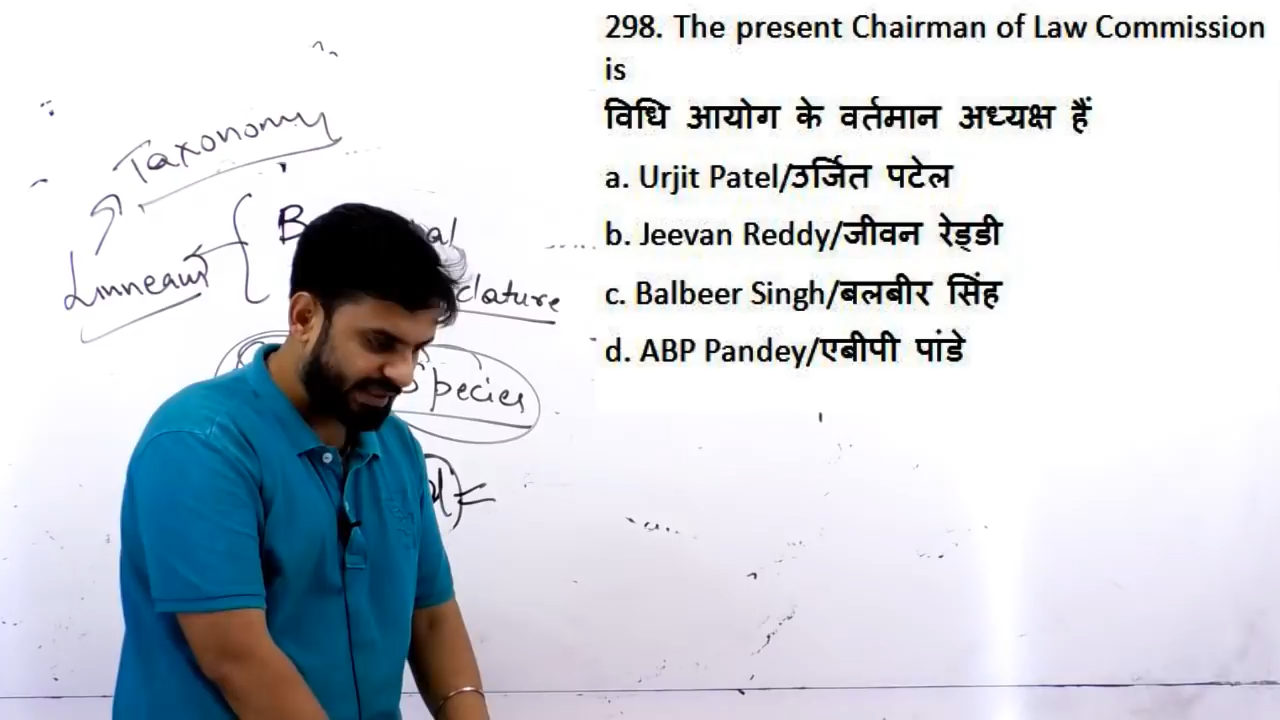 298. The present Chairman of Law Commission
is
विधि आयोग के वर्तमान अध्यक्ष हैं
a. Urjit Patel/उर्जित पटेल
b. Jeevan Reddy/जीवन रेड्डी
c. Balbeer Singh/बलबीर सिंह
d. ABP Pandey/एबीपी पांडे
Taxonomy
Linneaus
Species